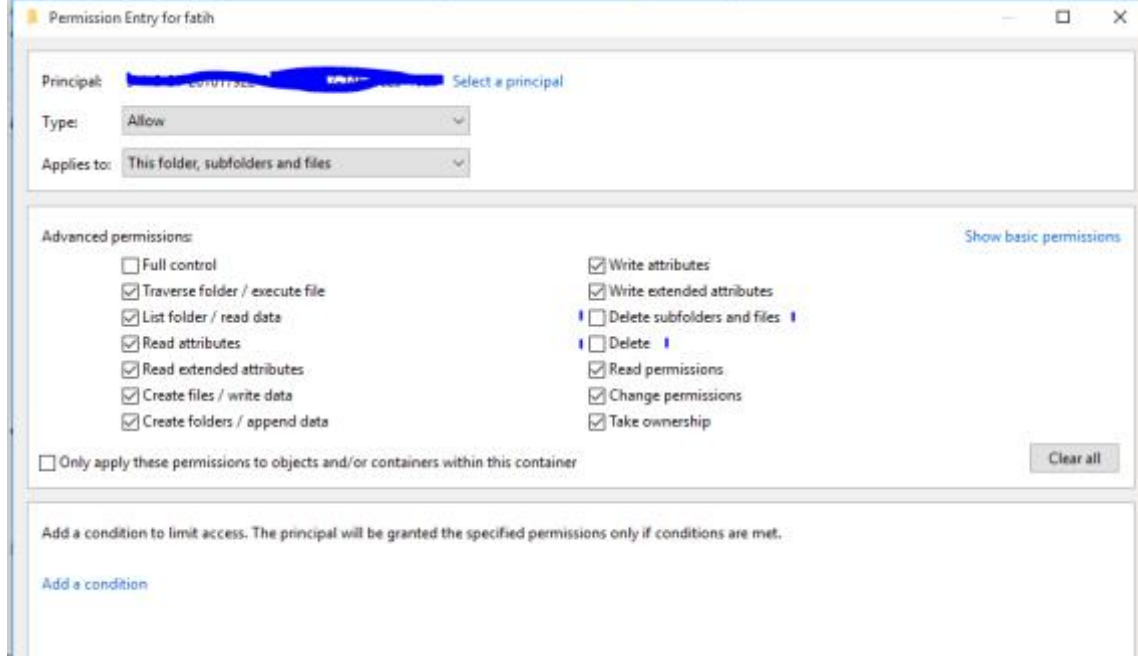 Permission Entry for fatih
Principal: Select a principal
Type: Allow
Applies to: This folder, subfolders and files
Advanced permissions: Show basic permissions
Full control Write attributes
Traverse folder / execute file Write extended attributes
List folder / read data Delete subfolders and files
Read attributes Delete
Read extended attributes Read permissions
Create files / write data Change permissions
Create folders / append data Take ownership
Only apply these permissions to objects and/or containers within this container Clear all
Add a condition to limit access. The principal will be granted the specified permissions only if conditions are met.
Add a condition